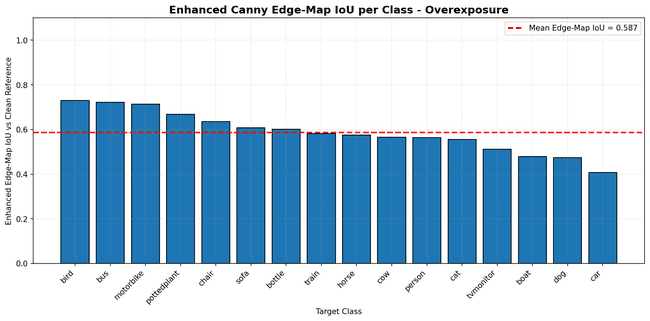 Enhanced Canny Edge-Map IoU per Class - Overexposure
Mean Edge-Map IoU = 0.587
Enhanced Edge-Map IoU vs Clean Reference
1.0
0.8
0.6
0.4
0.2
0.0
bird
bus
motorbike
pottedplant
chair
sofa
bottle
train
horse
cow
person
cat
tvmonitor
boat
dog
car
Target Class